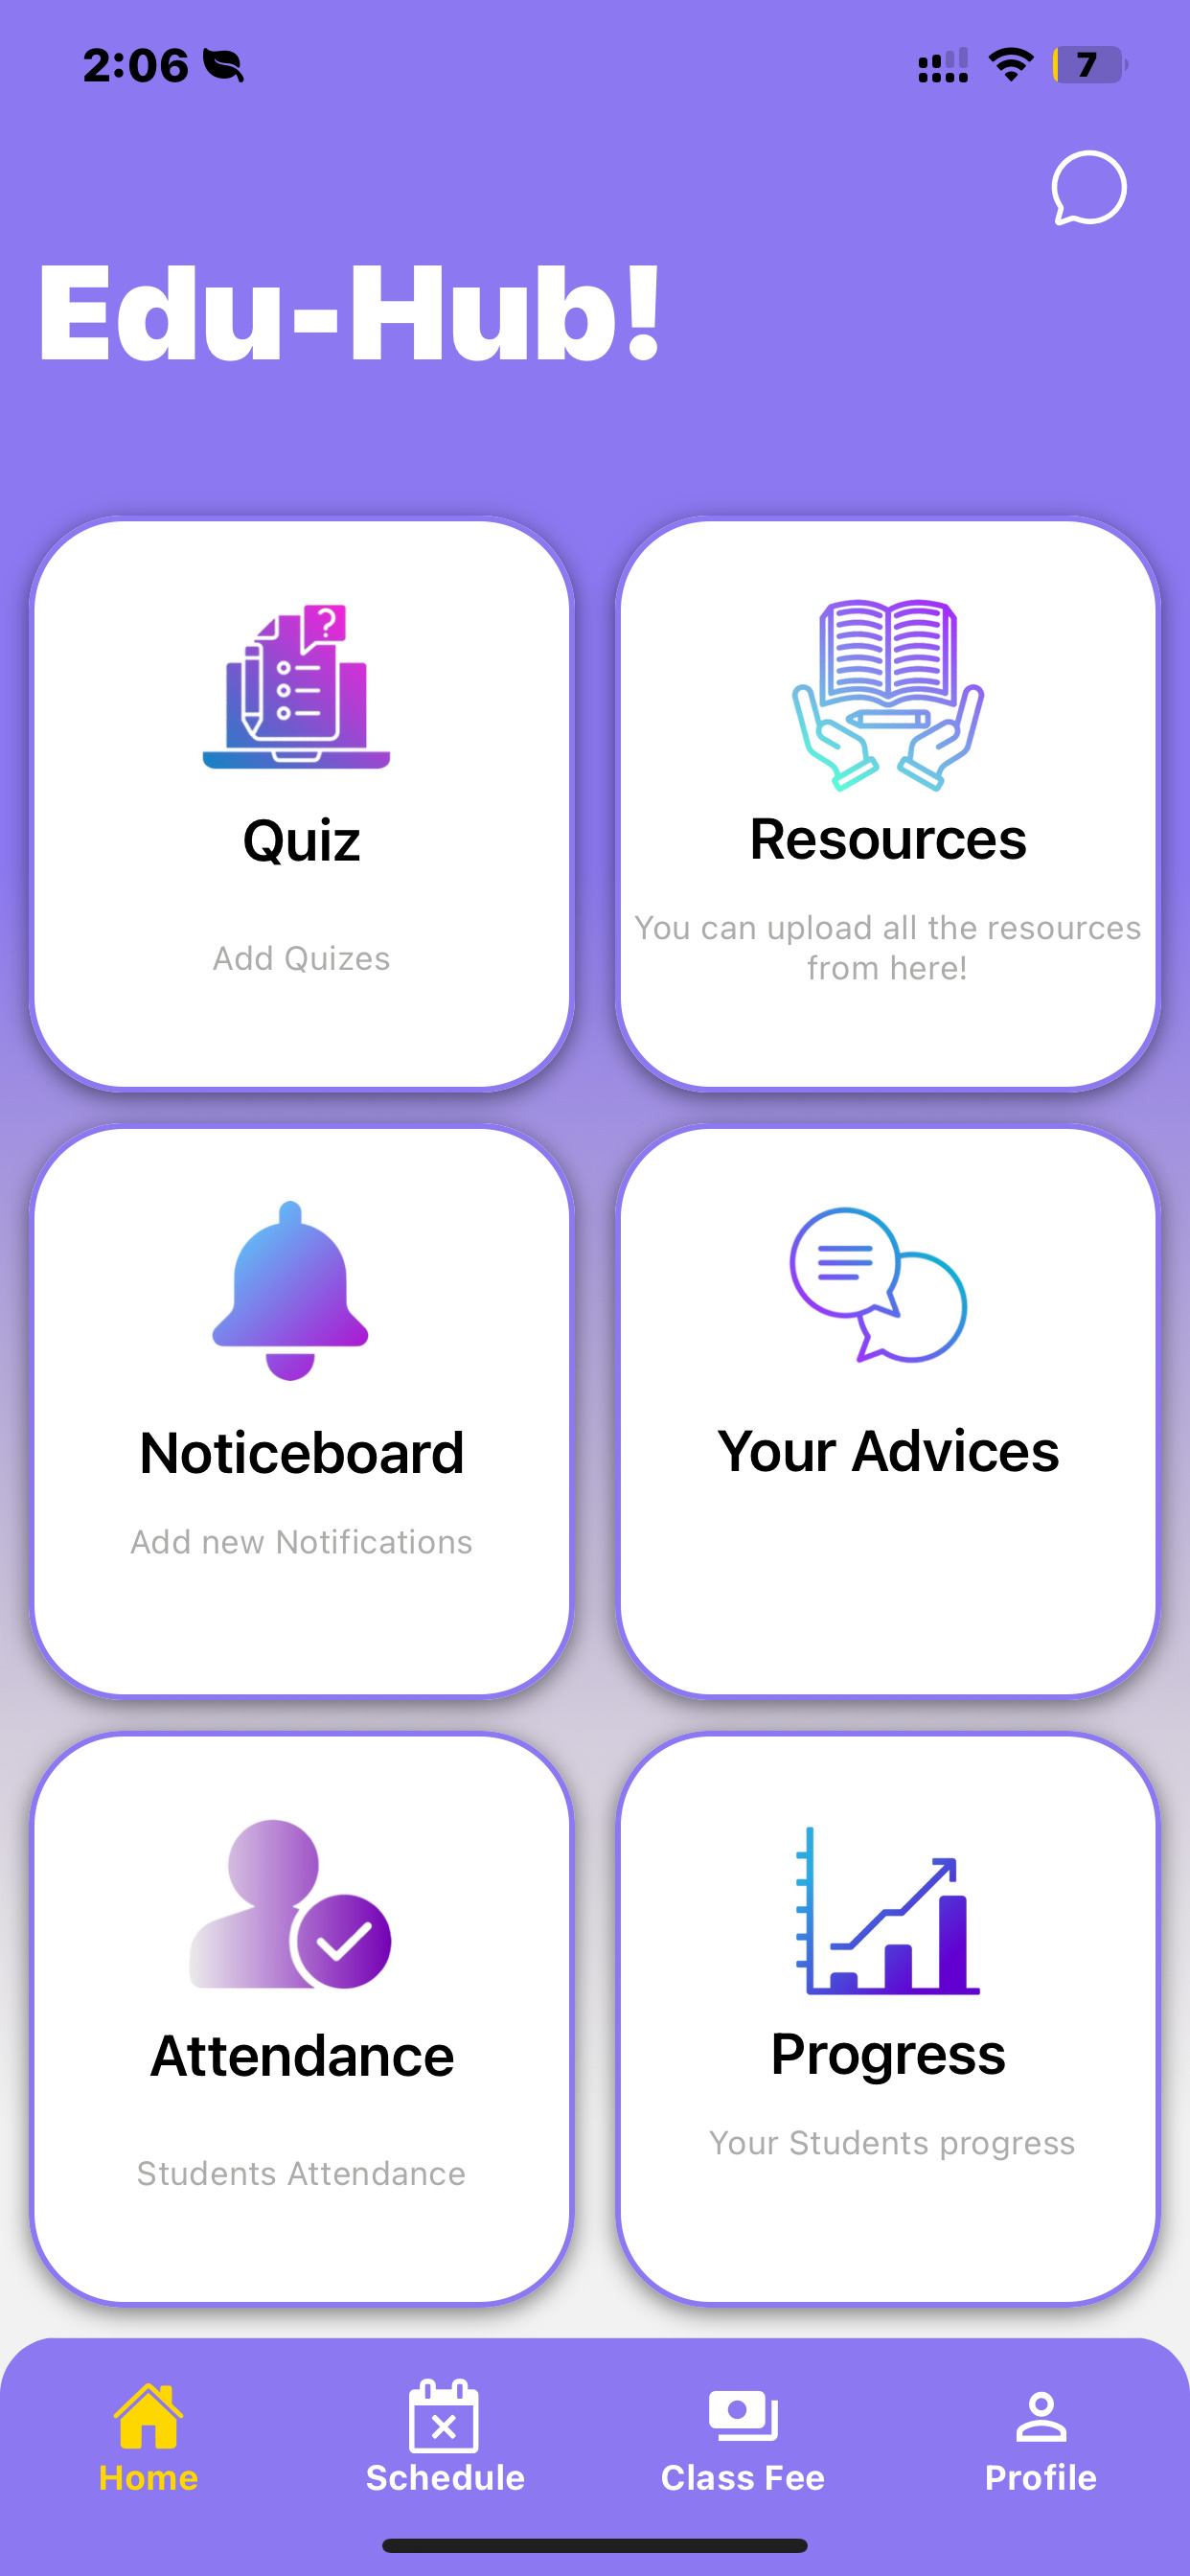 2:06
7
Edu-Hub!
?
Quiz
Add Quizes
Resources
You can upload all the resources
from here!
Noticeboard
Add new Notifications
Your Advices
Attendance
Students Attendance
Progress
Your Students progress
Home
Schedule
Class Fee
Profile